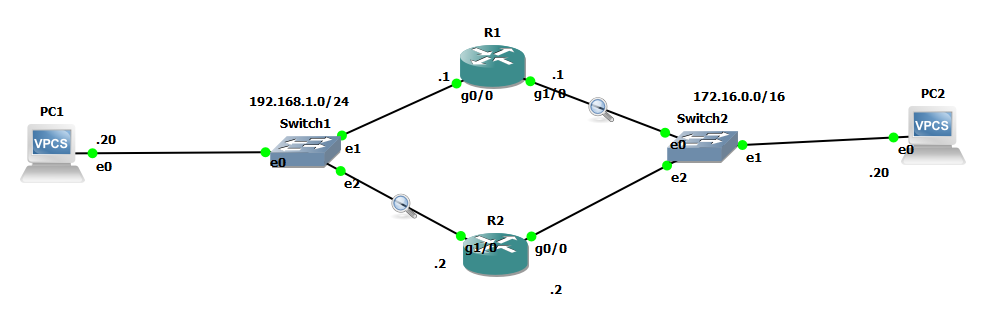 R1
.1
.1
g0/0
g1/0
192.168.1.0/24
172.16.0.0/16
PC1
PC2
VPCS
VPCS
.20
e0
Switch1
e0
e1
e2
Switch2
e0
e1
e2
e0
.20
R2
g1/0
g0/0
.2
.2